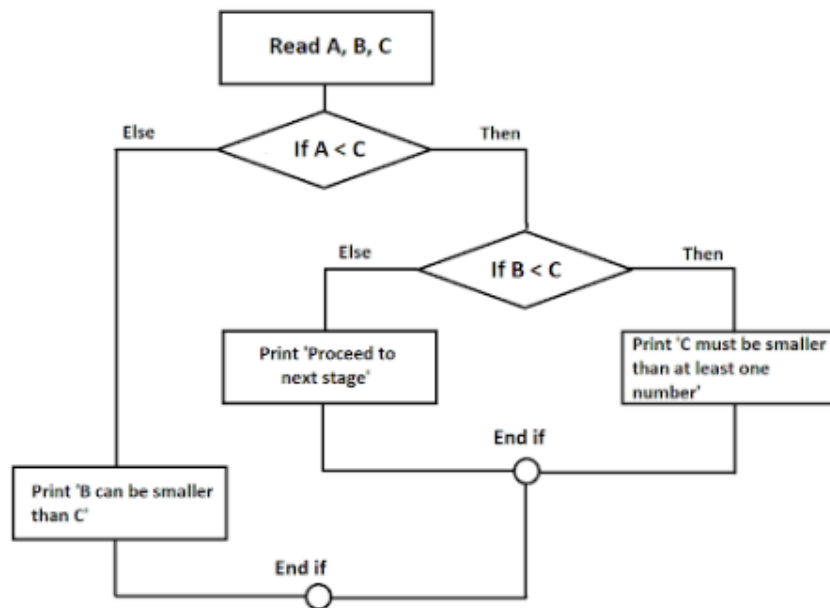 Read A, B, C
Else
Then
If A < C
Else
Then
If B < C
Print 'Proceed to
next stage'
Print 'C must be smaller
than at least one
number'
End if
Print 'B can be smaller
than C'
End if